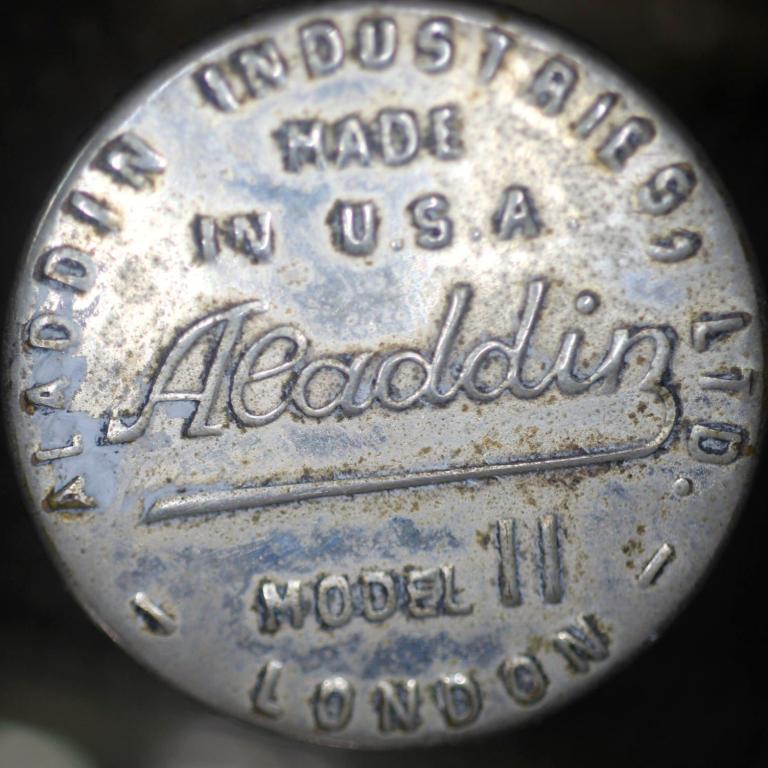 ALADDIN INDUSTRIES, LTD.
MADE
IN U.S.A.
Aladdin
MODEL 11
- LONDON -